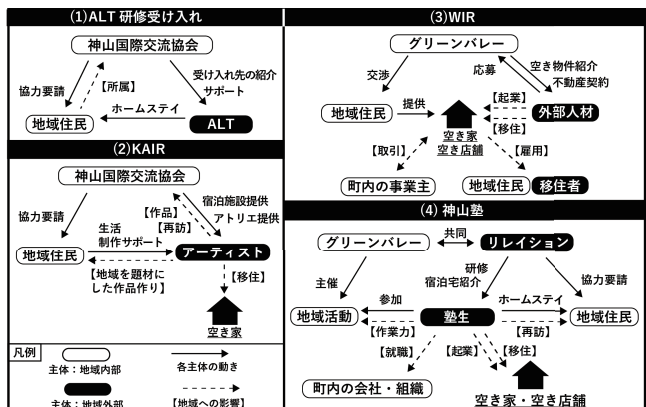 (1)ALT 研修受け入れ
神山国際交流協会
協力要請
【所属】
受け入れ先の紹介
サポート
ホームステイ
地域住民
ALT
(2)KAIR
神山国際交流協会
協力要請
【作品】
【再訪】
宿泊施設提供
アトリエ提供
生活
制作サポート
地域住民
アーティスト
【地域を題材に
した作品作り】
【移住】
空き家
凡例
主体：地域内部
各主体の動き
主体：地域外部
【地域への影響】
(3)WIR
グリーンバレー
交渉
応募
空き物件紹介
不動産契約
地域住民
提供
【起業】
【移住】
外部人材
空き家
空き店舗
【取引】
【雇用】
町内の事業主
地域住民
移住者
(4) 神山塾
グリーンバレー
共同
リレイション
主催
研修
宿泊宅紹介
協力要請
地域活動
参加
【作業力】
塾生
ホームステイ
【再訪】
地域住民
【就職】
【起業】
【移住】
町内の会社・組織
空き家・空き店舗